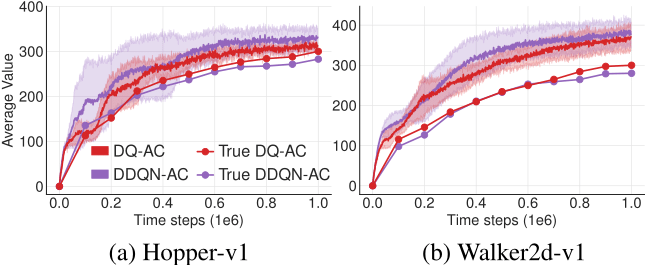 Average Value
400
300
200
100
0
DQ-AC
True DQ-AC
DDQN-AC
True DDQN-AC
0.0 0.2 0.4 0.6 0.8 1.0
Time steps (1e6)
(a) Hopper-v1
400
300
200
100
0
0.0 0.2 0.4 0.6 0.8 1.0
Time steps (1e6)
(b) Walker2d-v1